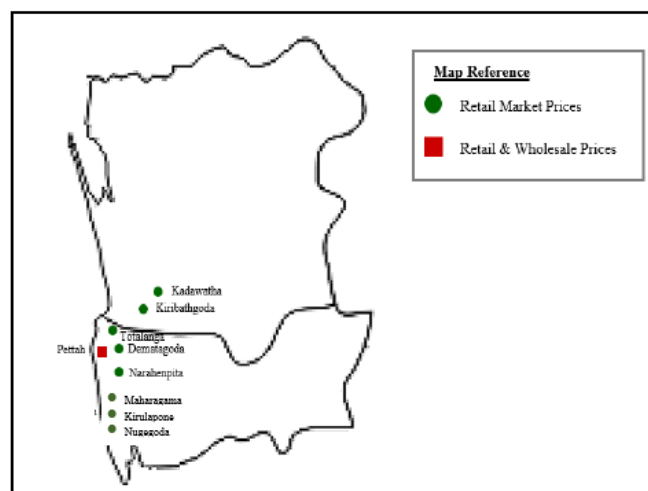 Map Reference
Retail Market Prices
Retail & Wholesale Prices
Kadawatha
Kiribathgoda
Totalanga
Pettah
Dematagoda
Narahenpita
Maharagama
Kirulapone
Nugegoda